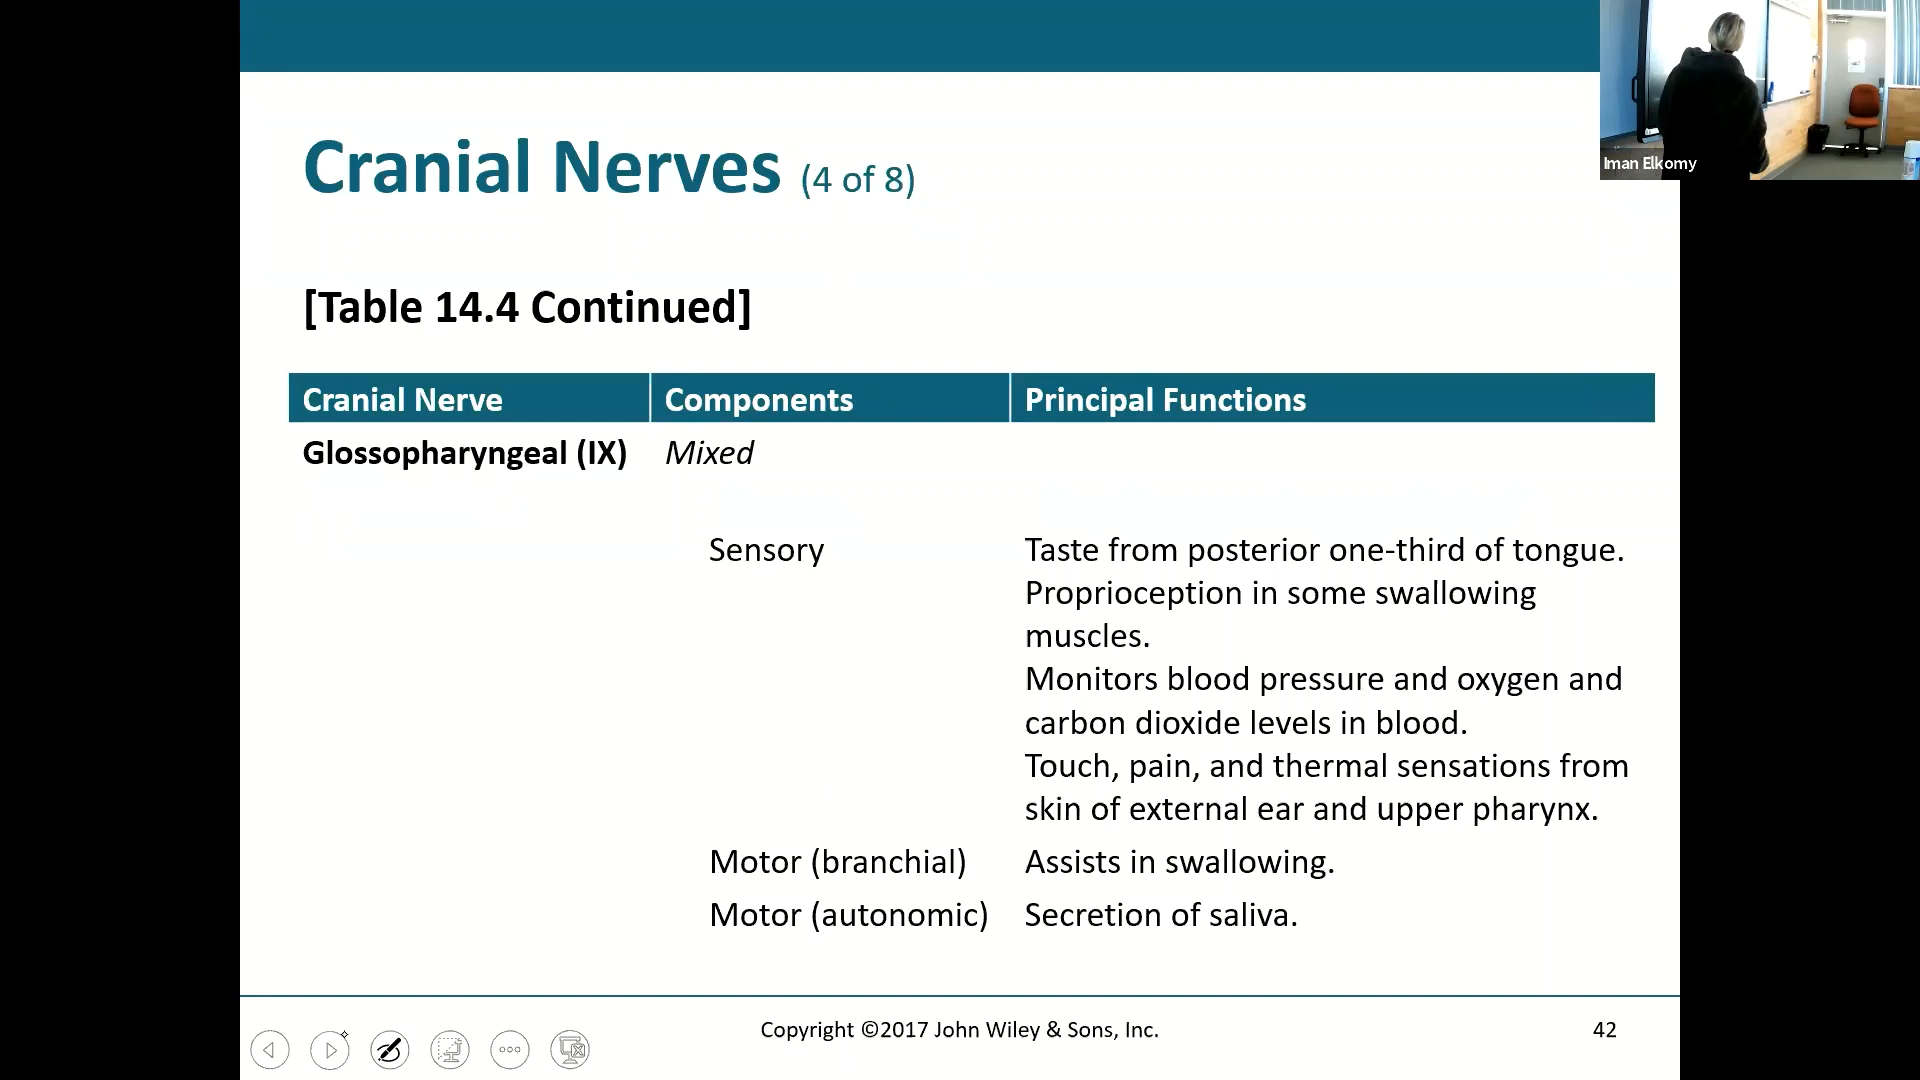 Cranial Nerves (4 of 8)
Iman Elkomy
[Table 14.4 Continued]
Cranial Nerve Components Principal Functions
Glossopharyngeal (IX) Mixed
Sensory Taste from posterior one-third of tongue.
Proprioception in some swallowing
muscles.
Monitors blood pressure and oxygen and
carbon dioxide levels in blood.
Touch, pain, and thermal sensations from
skin of external ear and upper pharynx.
Motor (branchial) Assists in swallowing.
Motor (autonomic) Secretion of saliva.
Copyright ©2017 John Wiley & Sons, Inc. 42